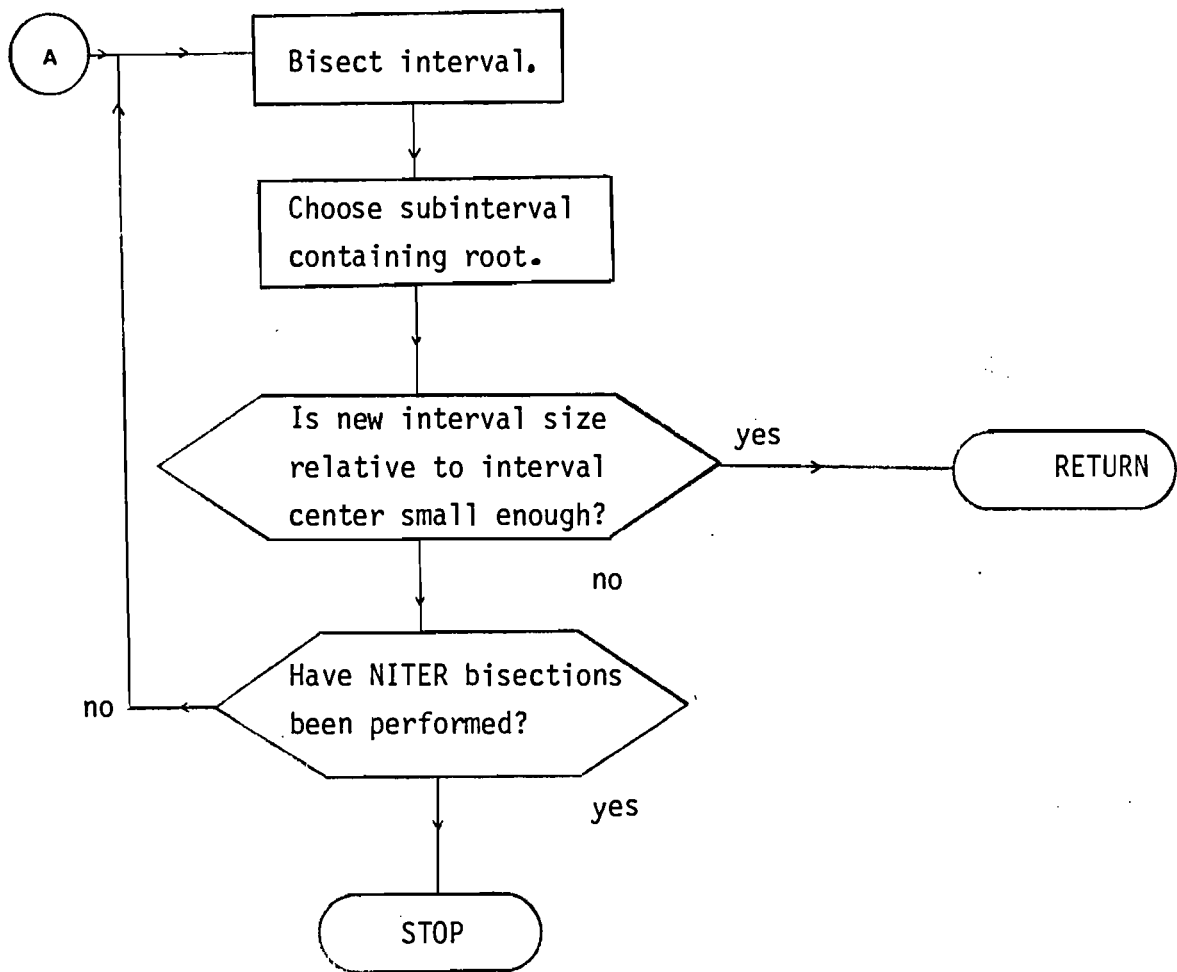 A
Bisect interval.
Choose subinterval
containing root.
Is new interval size
relative to interval
center small enough?
yes
RETURN
no
Have NITER bisections
been performed?
no
yes
STOP